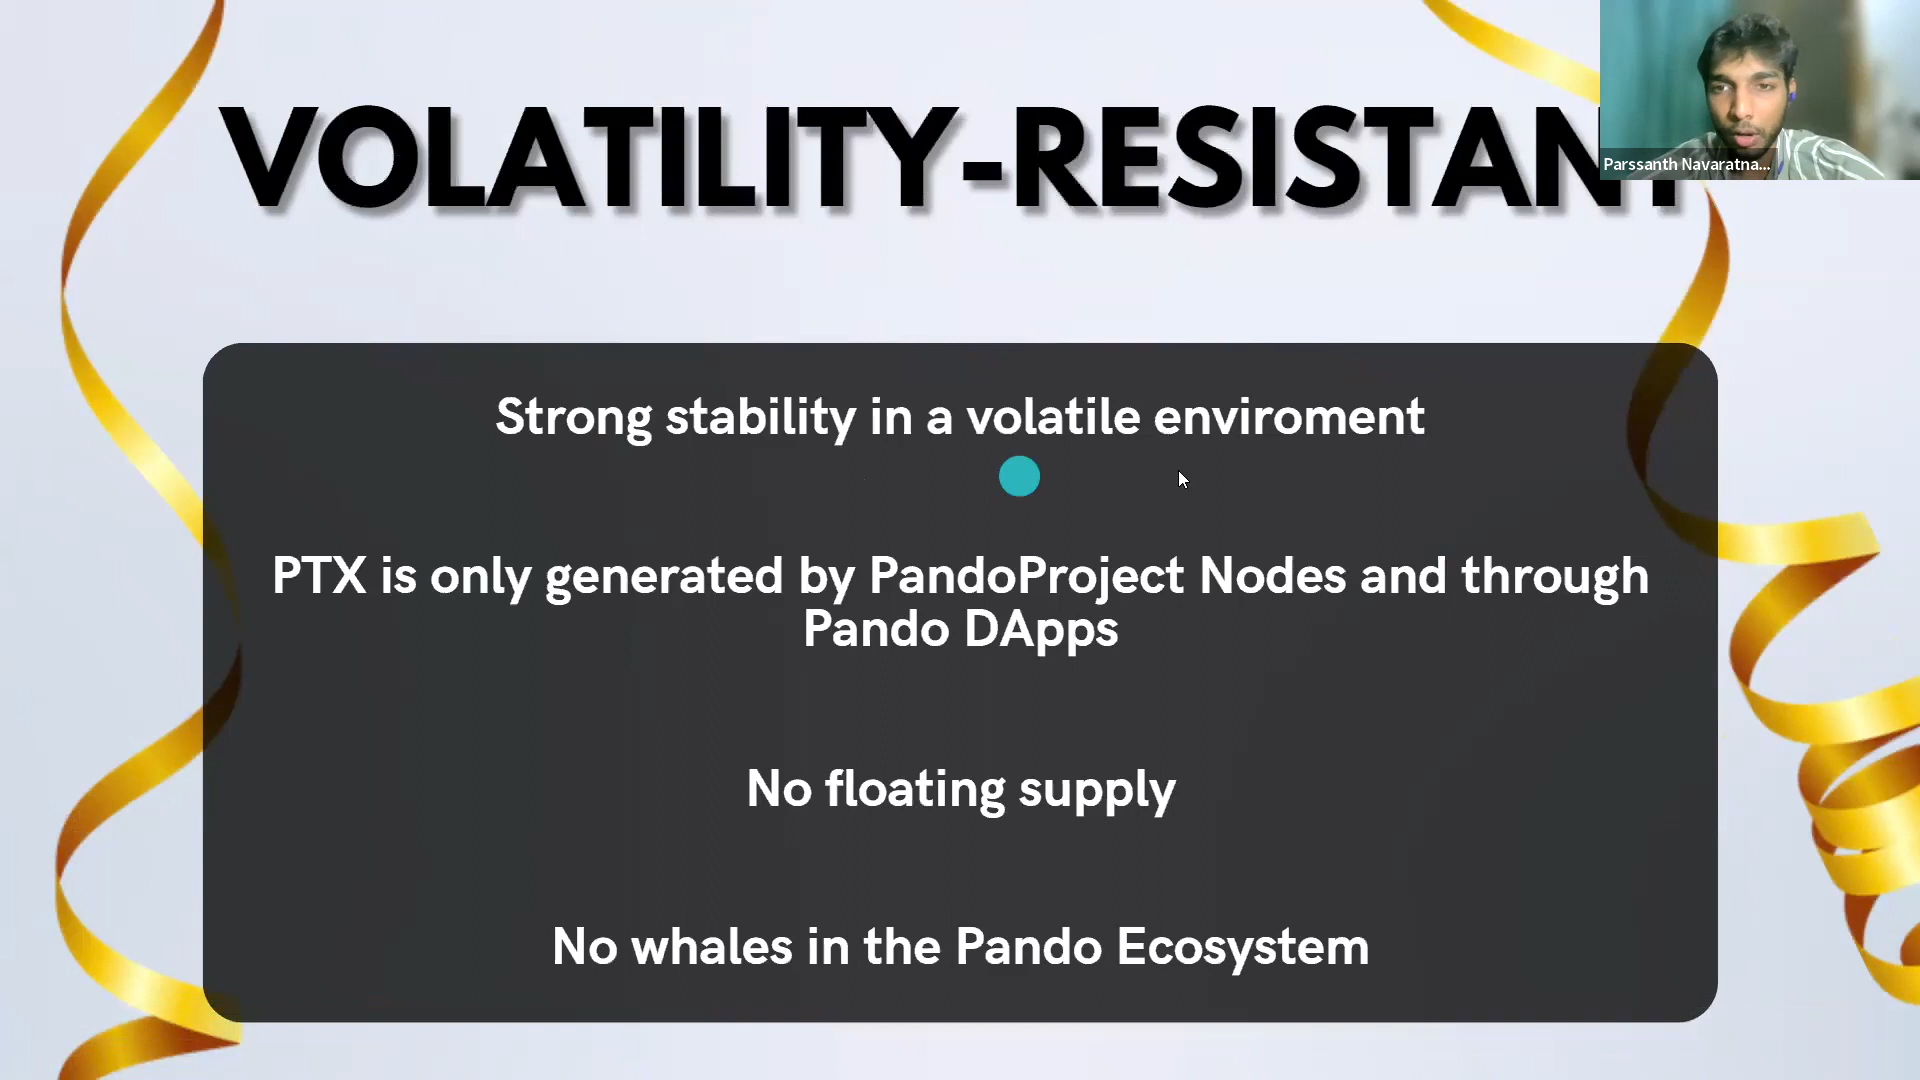 VOLATILITY-RESISTANT
Parssanth Navaratna...
Strong stability in a volatile enviroment
PTX is only generated by PandoProject Nodes and through
Pando DApps
No floating supply
No whales in the Pando Ecosystem